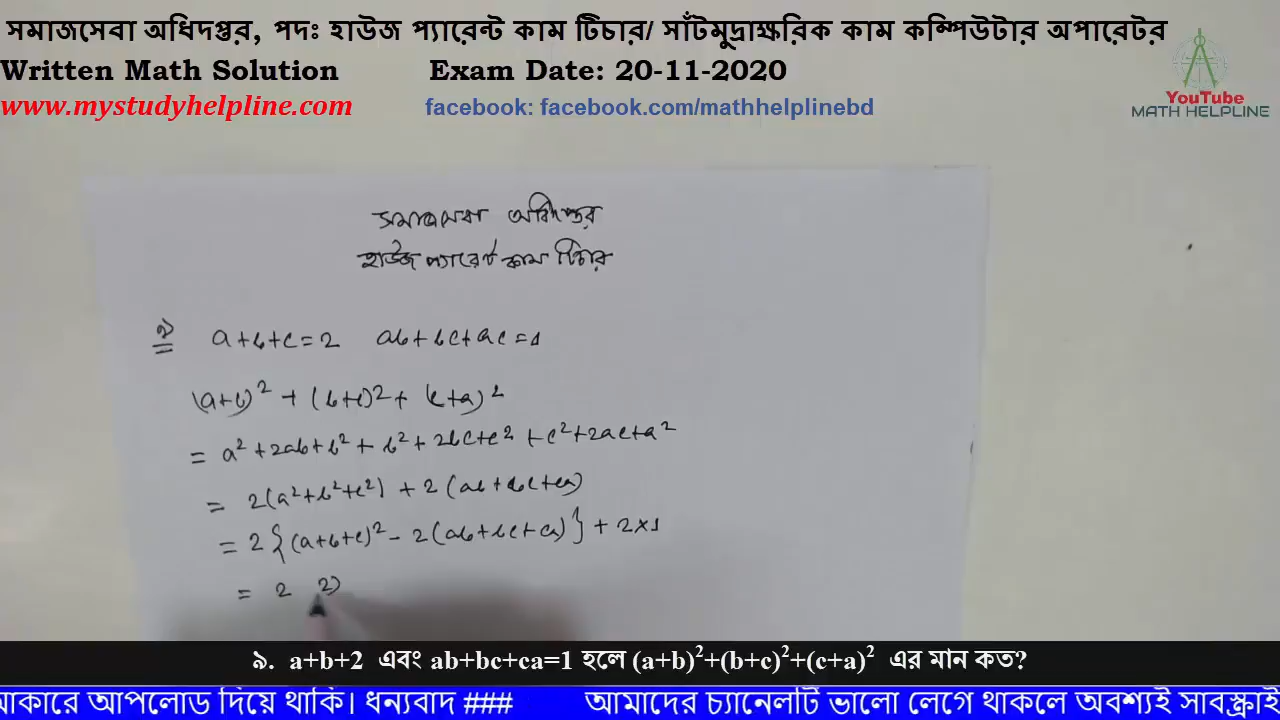 সমাজসেবা অধিদপ্তর, পদঃ হাউজ প্যারেন্ট কাম টিচার/ সাঁটমুদ্রাক্ষরিক কাম কম্পিউটার অপারেটর
Written Math Solution Exam Date: 20-11-2020
www.mystudyhelpline.com facebook: facebook.com/mathhelplinebd
YouTube
MATH HELPLINE
সমাজসেবা অধিদপ্তর
হাউজ প্যারেন্ট কাম টিচার
৯ a+b+c=2 ab+bc+ac=1
(a+b)²+(b+c)²+(c+a)²
= a²+2ab+b²+b²+2bc+c²+c²+2ac+a²
= 2(a²+b²+c²)+2(ab+bc+ca)
= 2{(a+b+c)²-2(ab+bc+ca)}+2×1
= 2 2)
৯. a+b+2 এবং ab+bc+ca=1 হলে (a+b)²+(b+c)²+(c+a)² এর মান কত?
আকারে আপলোড দিয়ে থাকি। ধন্যবাদ ### আমাদের চ্যানেলটি ভালো লেগে থাকলে অবশ্যই সাবস্ক্রাই